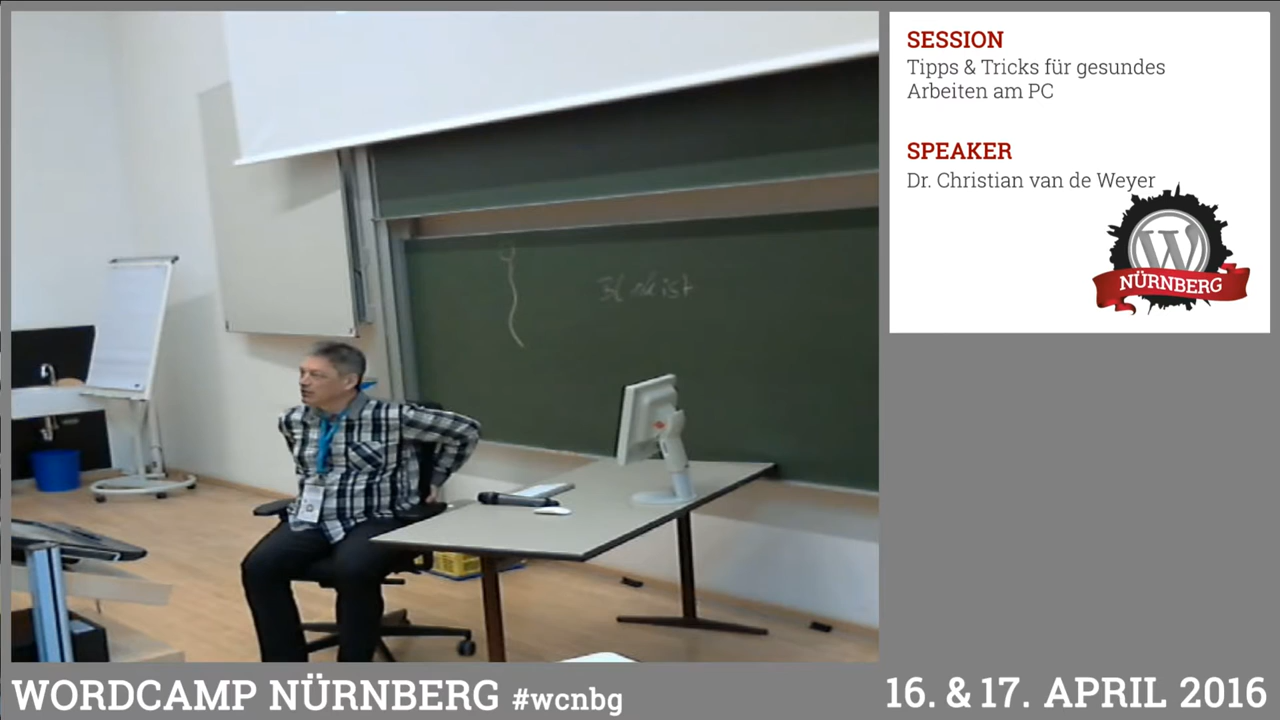 SESSION
Tipps & Tricks für gesundes
Arbeiten am PC
SPEAKER
Dr. Christian van de Weyer
NÜRNBERG
WORDCAMP NÜRNBERG #wcnbg
16. & 17. APRIL 2016